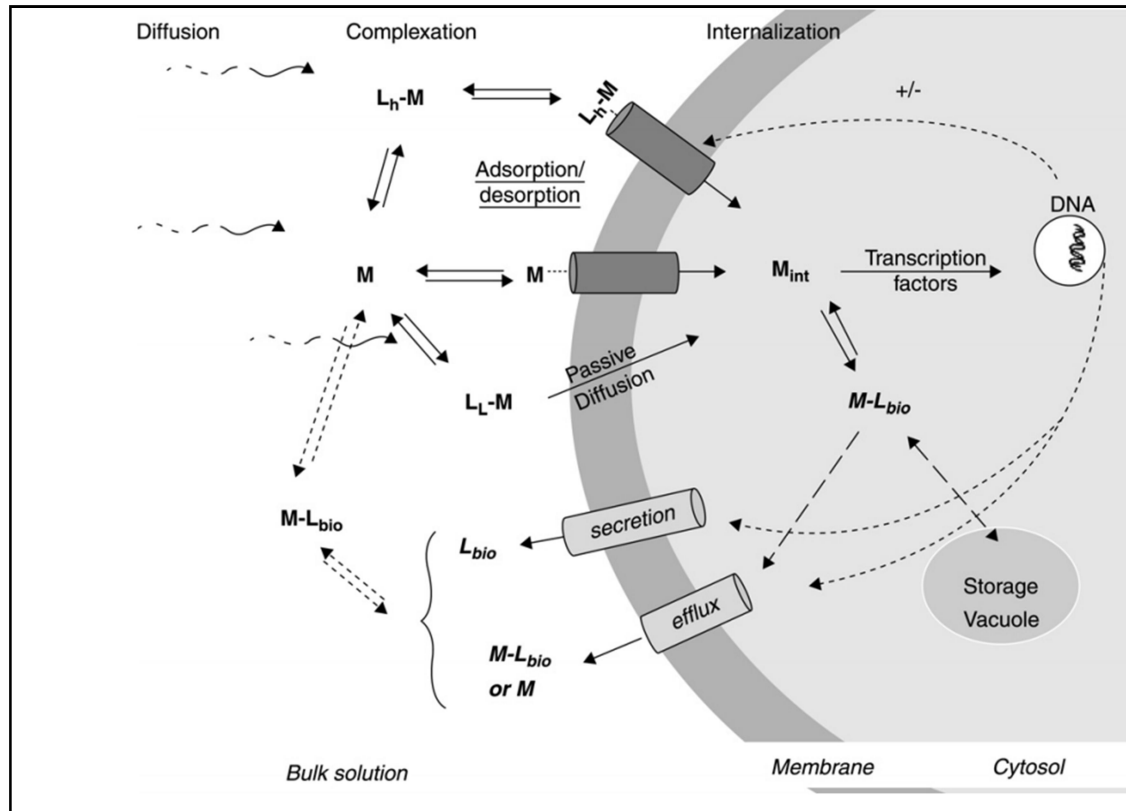 Diffusion
Complexation
Internalization
Lh-M
Lh-M
+/-
Adsorption/
desorption
DNA
M
M
Mint
Transcription
factors
Passive
Diffusion
LL-M
M-Lbio
M-Lbio
Lbio
secretion
efflux
Storage
Vacuole
M-Lbio
or M
Bulk solution
Membrane
Cytosol